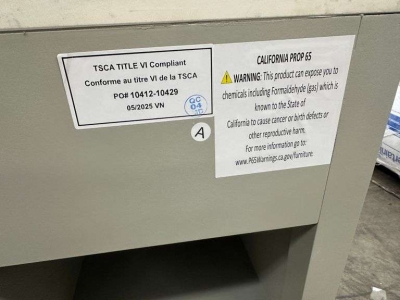 TSCA TITLE VI Compliant
Conforme au titre VI de la TSCA
PO# 10412-10429
05/2025 VN
QC
04
A
CALIFORNIA PROP 65
WARNING: This product can expose you to
chemicals including Formaldehyde (gas) which is
known to the State of
California to cause cancer or birth defects or
other reproductive harm.
For more information go to:
www.P65Warnings.ca.gov/furniture